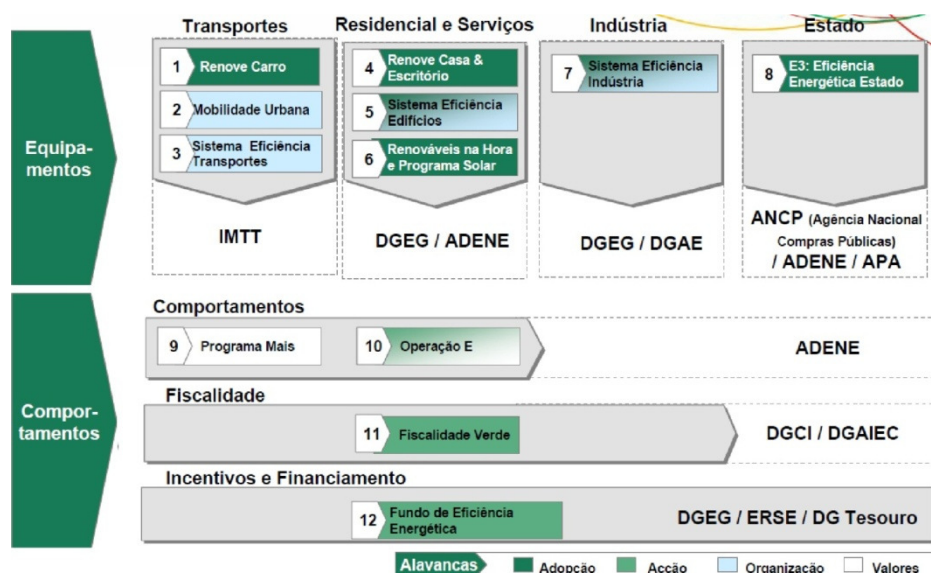 Transportes
Residencial e Serviços
Indústria
Estado
Equipa-
mentos
1 Renove Carro
2 Mobilidade Urbana
3 Sistema Eficiência
Transportes
IMTT
4 Renove Casa &
Escritório
5 Sistema Eficiência
Edifícios
6 Renováveis na Hora
e Programa Solar
DGEG / ADENE
7 Sistema Eficiência
Indústria
DGEG / DGAE
8 E3: Eficiência
Energética Estado
ANCP (Agência Nacional
Compras Públicas)
/ ADENE / APA
Compor-
tamentos
Comportamentos
9 Programa Mais
10 Operação E
ADENE
Fiscalidade
11 Fiscalidade Verde
DGCI / DGAIEC
Incentivos e Financiamento
12 Fundo de Eficiência
Energética
DGEG / ERSE / DG Tesouro
Alavancas
Adopção
Acção
Organização
Valores